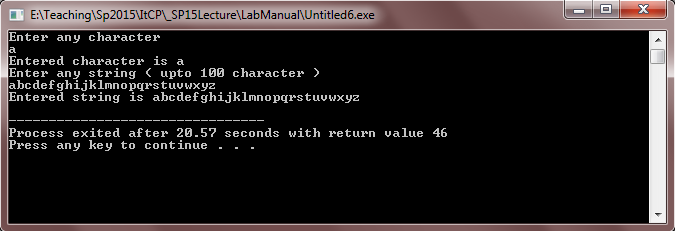 E:\Teaching\Sp2015\ItCP\_SP15Lecture\LabManual\Untitled6.exe
Enter any character
a
Entered character is a
Enter any string ( upto 100 character )
abcdefghijklmnopqrstuvwxyz
Entered string is abcdefghijklmnopqrstuvwxyz
--------------------------------
Process exited after 20.57 seconds with return value 46
Press any key to continue . . .